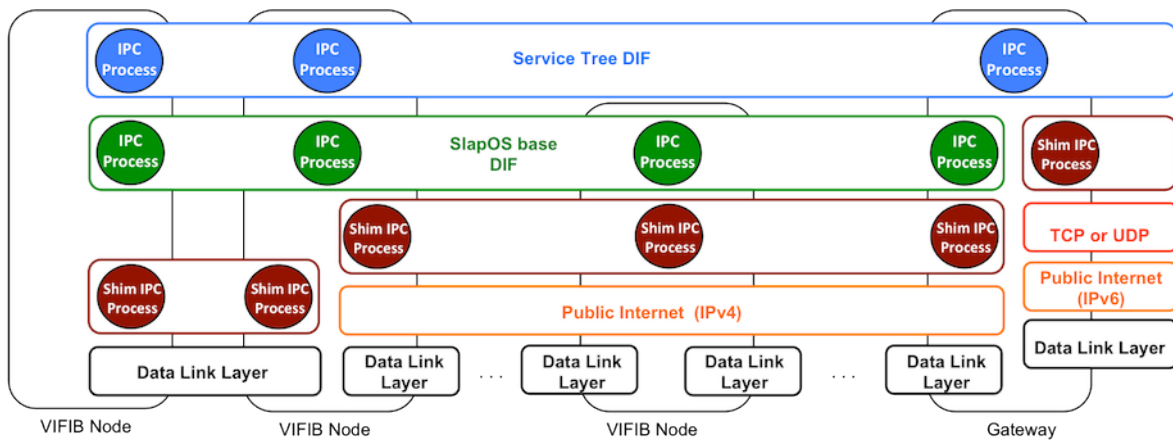 IPC
Process
IPC
Process
Service Tree DIF
IPC
Process
IPC
Process
IPC
Process
SlapOS base
DIF
IPC
Process
IPC
Process
Shim IPC
Process
Shim IPC
Process
Shim IPC
Process
Shim IPC
Process
TCP or UDP
Shim IPC
Process
Shim IPC
Process
Public Internet (IPv4)
Public Internet
(IPv6)
Data Link Layer
Data Link
Layer
. . .
Data Link
Layer
Data Link
Layer
. . .
Data Link
Layer
Data Link Layer
VIFIB Node
VIFIB Node
VIFIB Node
Gateway